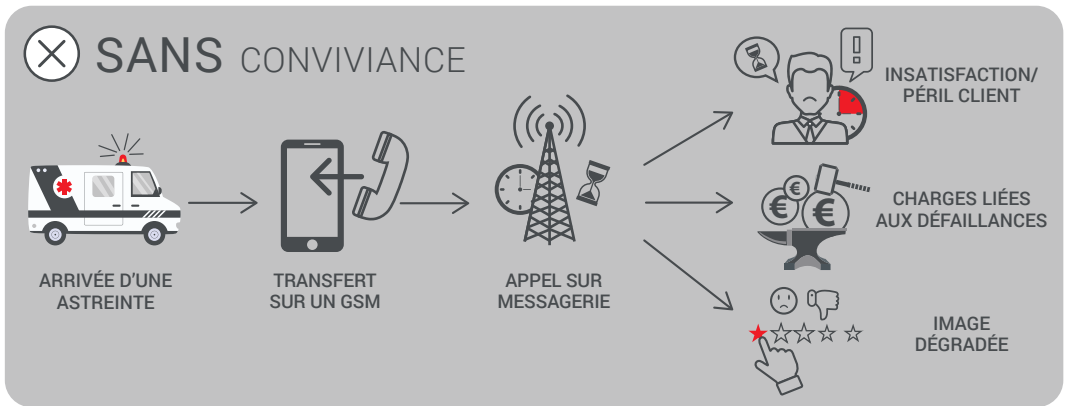 SANS CONVIVIANCE
ARRIVÉE D'UNE
ASTREINTE
TRANSFERT
SUR UN GSM
APPEL SUR
MESSAGERIE
INSATISFACTION/
PÉRIL CLIENT
CHARGES LIÉES
AUX DÉFAILLANCES
IMAGE
DÉGRADÉE